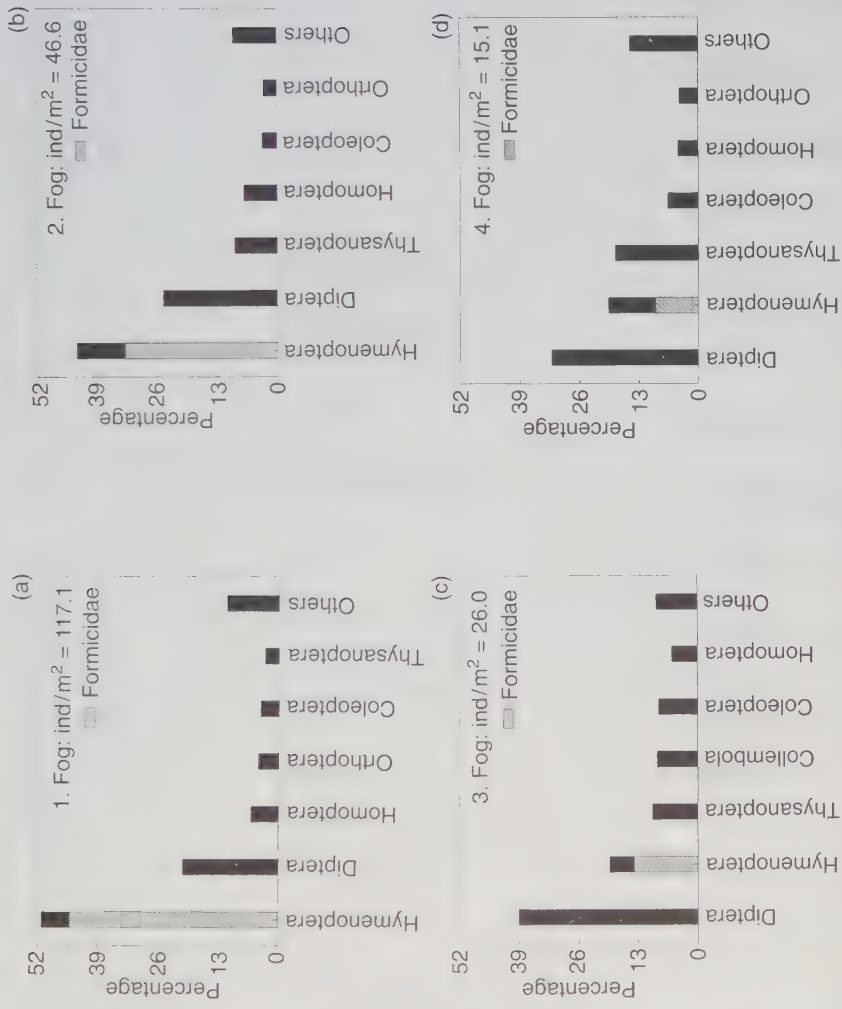 (a)
1. Fog: ind/m² = 117.1
Formicidae
Percentage
52
39
26
13
0
Hymenoptera
Diptera
Homoptera
Orthoptera
Coleoptera
Thysanoptera
Others
(b)
2. Fog: ind/m² = 46.6
Formicidae
Percentage
52
39
26
13
0
Hymenoptera
Diptera
Thysanoptera
Homoptera
Coleoptera
Orthoptera
Others
(c)
3. Fog: ind/m² = 26.0
Formicidae
Percentage
52
39
26
13
0
Diptera
Hymenoptera
Thysanoptera
Collembola
Coleoptera
Homoptera
Others
(d)
4. Fog: ind/m² = 15.1
Formicidae
Percentage
52
39
26
13
0
Diptera
Hymenoptera
Thysanoptera
Coleoptera
Homoptera
Orthoptera
Others